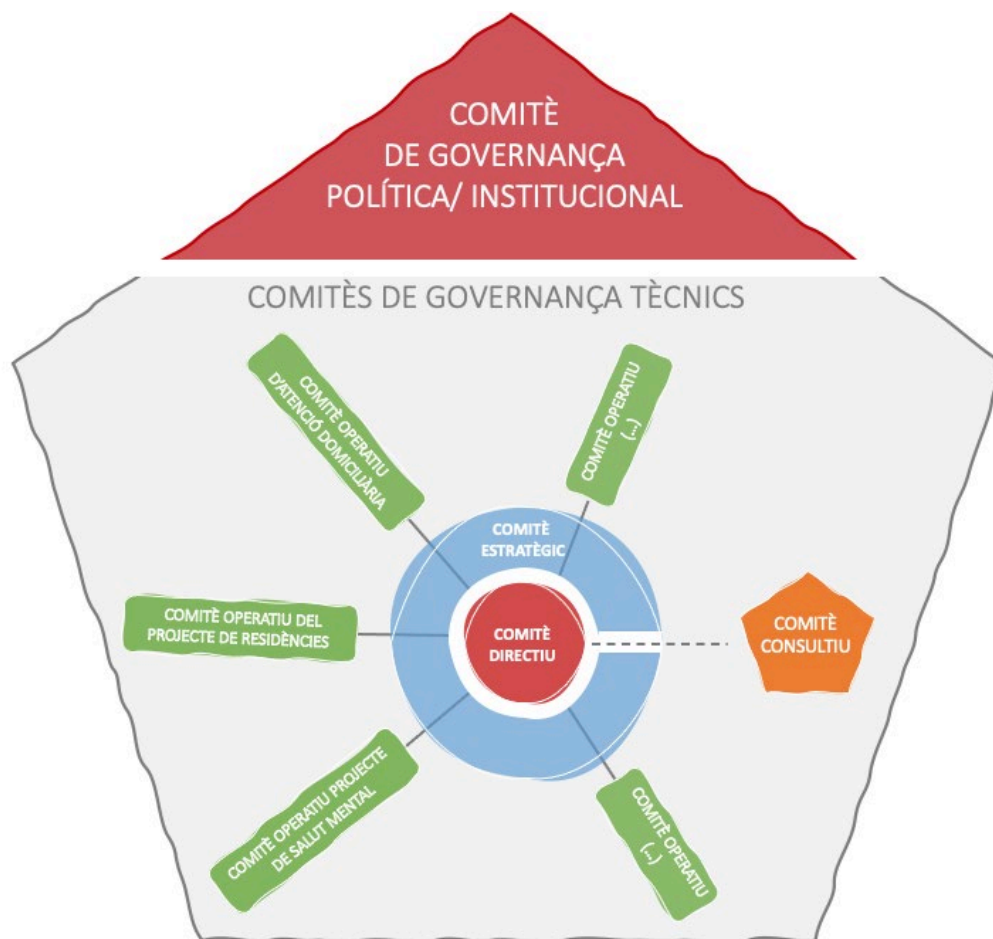 COMITÈ
DE GOVERNANÇA
POLÍTICA/ INSTITUCIONAL
COMITÈS DE GOVERNANÇA TÈCNICS
COMITÈ OPERATIU
D'ATENCIÓ DOMICILIÀRIA
COMITÈ OPERATIU
(...)
COMITÈ
ESTRATÈGIC
COMITÈ OPERATIU DEL
PROJECTE DE RESIDÈNCIES
COMITÈ
DIRECTIU
COMITÈ
CONSULTIU
COMITÈ OPERATIU PROJECTE
DE SALUT MENTAL
COMITÈ OPERATIU
(...)